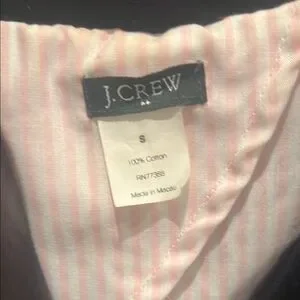 J.CREW
S
100% Cotton
RN77388
Made in Macau